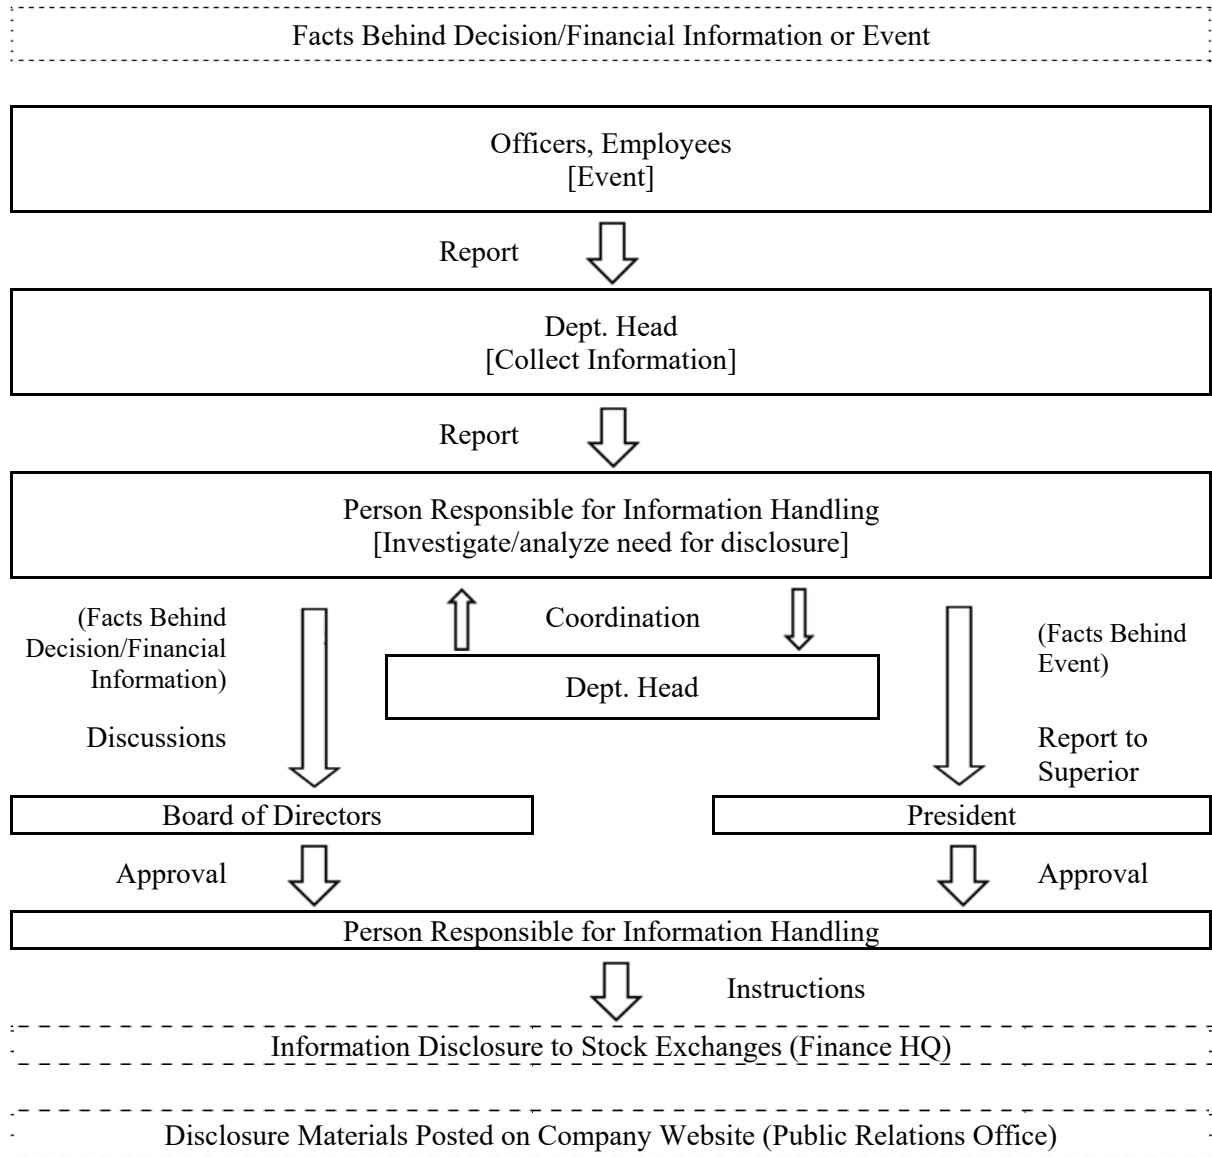 Facts Behind Decision/Financial Information or Event
Officers, Employees
[Event]
Report
Dept. Head
[Collect Information]
Report
Person Responsible for Information Handling
[Investigate/analyze need for disclosure]
(Facts Behind
Decision/Financial
Information)
Discussions
Coordination
Dept. Head
(Facts Behind
Event)
Report to
Superior
Board of Directors
President
Approval
Approval
Person Responsible for Information Handling
Instructions
Information Disclosure to Stock Exchanges (Finance HQ)
Disclosure Materials Posted on Company Website (Public Relations Office)